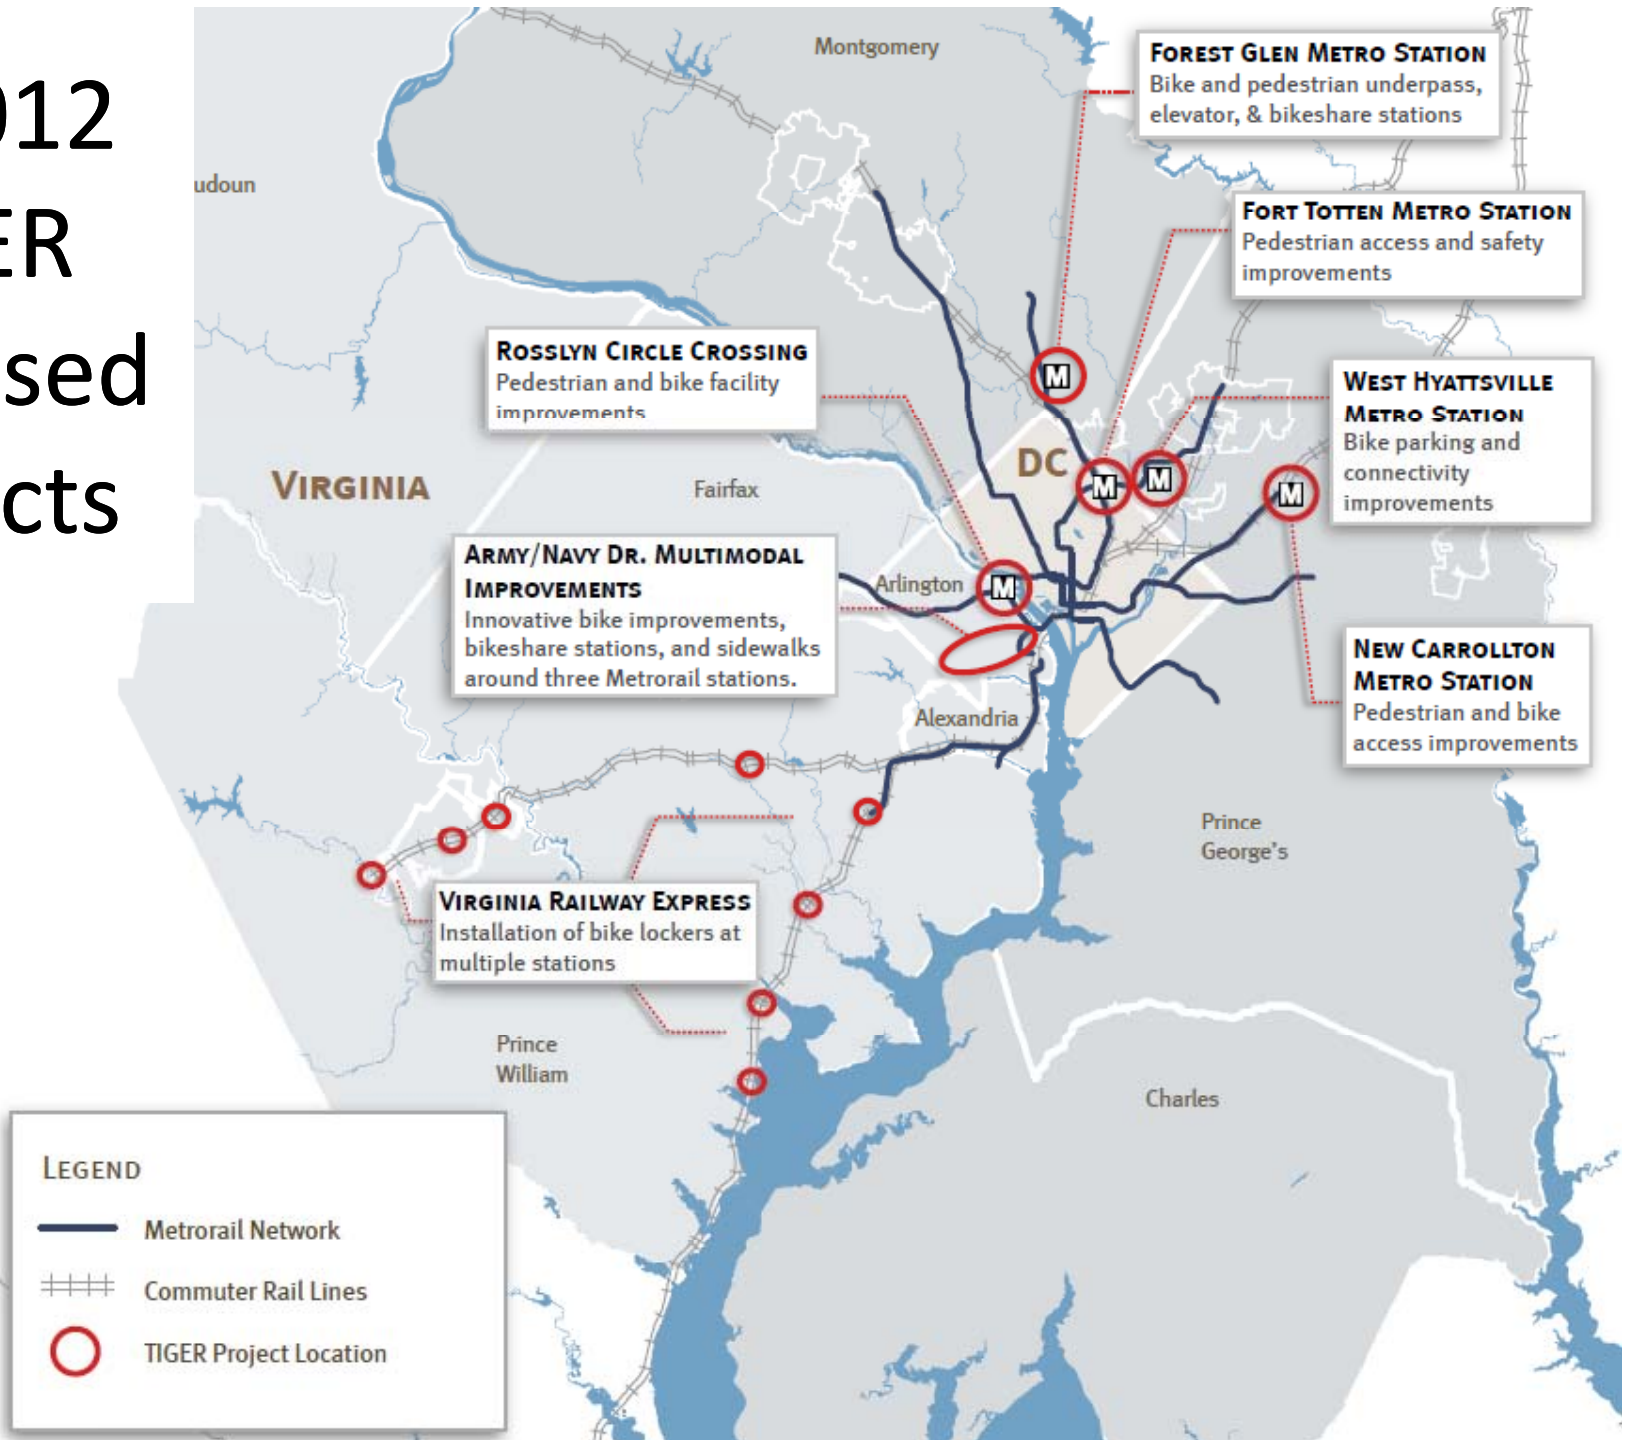 012
ER
sed
cts
Montgomery
udoun
FOREST GLEN METRO STATION
Bike and pedestrian underpass,
elevator, & bikeshare stations
FORT TOTTEN METRO STATION
Pedestrian access and safety
improvements
ROSSLYN CIRCLE CROSSING
Pedestrian and bike facility
improvements
WEST HYATTSVILLE
METRO STATION
Bike parking and
connectivity
improvements
VIRGINIA
Fairfax
DC
M
M
M
M
M
ARMY/NAVY DR. MULTIMODAL
IMPROVEMENTS
Innovative bike improvements,
bikeshare stations, and sidewalks
around three Metrorail stations.
Arlington
NEW CARROLLTON
METRO STATION
Pedestrian and bike
access improvements
Alexandria
Prince
George's
VIRGINIA RAILWAY EXPRESS
Installation of bike lockers at
multiple stations
Prince
William
Charles
LEGEND
Metrorail Network
Commuter Rail Lines
TIGER Project Location